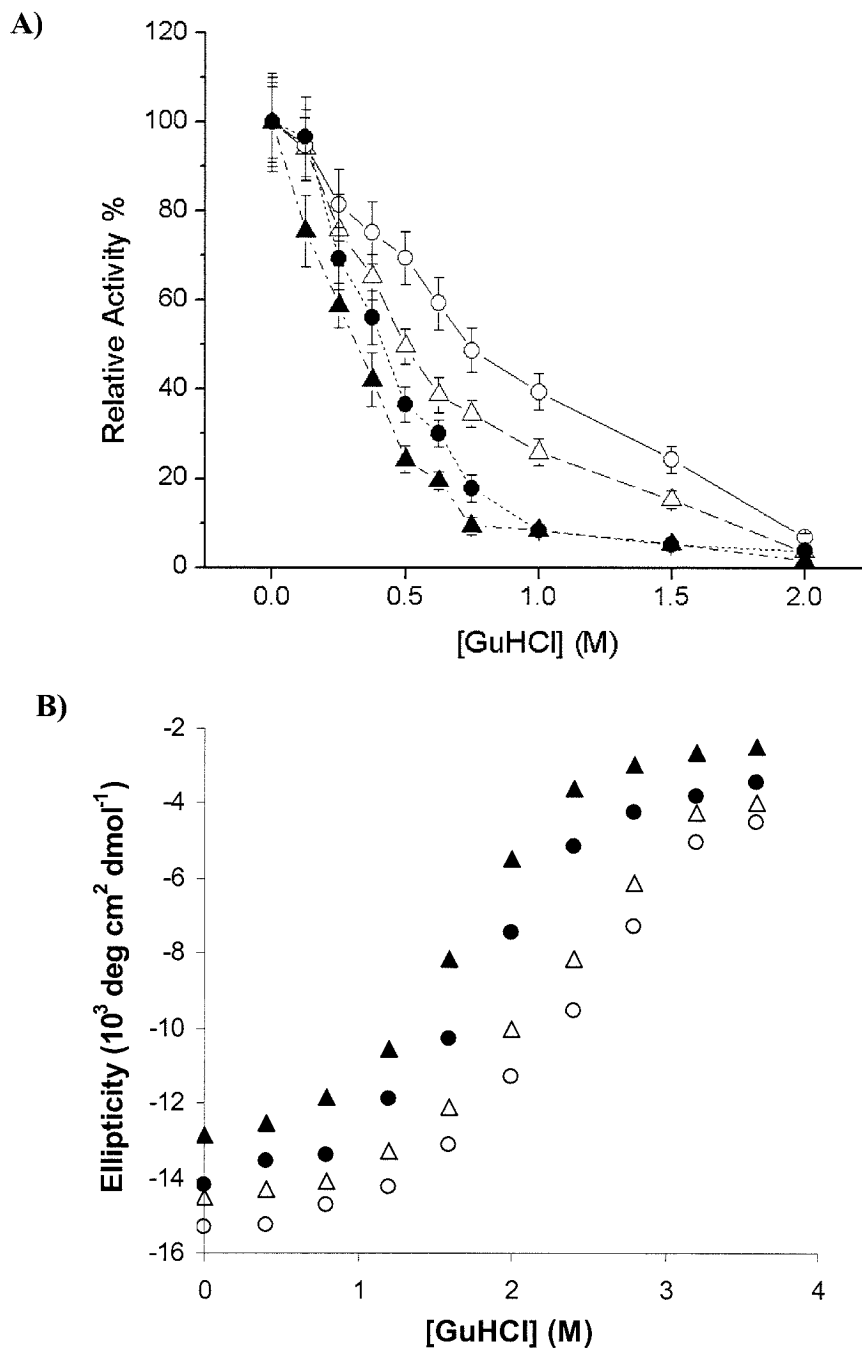 A)
120
100
80
60
40
20
0
Relative Activity %
0.0 0.5 1.0 1.5 2.0
[GuHCl] (M)
B)
-2
-4
-6
-8
-10
-12
-14
-16
Ellipticity (10³ deg cm² dmol⁻¹)
0 1 2 3 4
[GuHCl] (M)